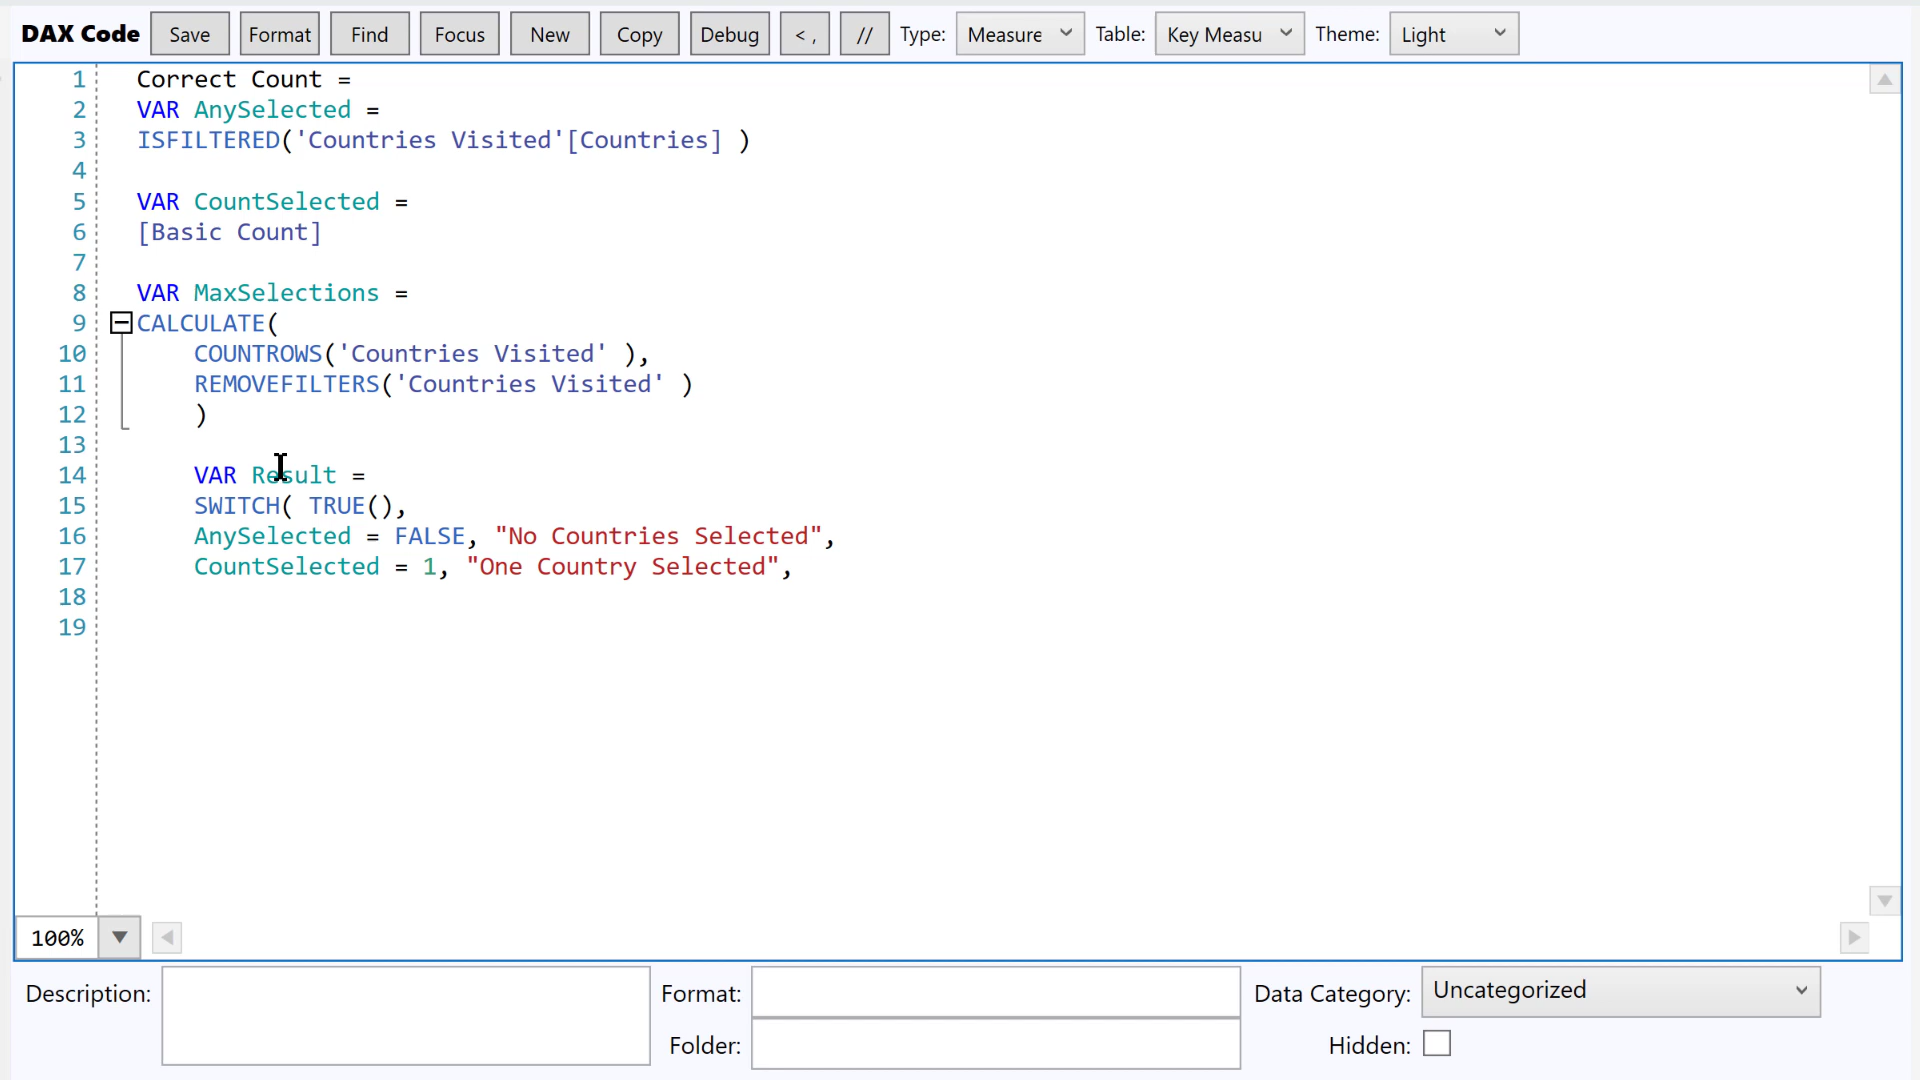 DAX Code Save Format Find Focus New Copy Debug < , // Type: Measure Table: Key Measu Theme: Light
1 Correct Count =
2 VAR AnySelected =
3 ISFILTERED('Countries Visited'[Countries] )
4
5 VAR CountSelected =
6 [Basic Count]
7
8 VAR MaxSelections =
9 CALCULATE(
10 COUNTROWS('Countries Visited' ),
11 REMOVEFILTERS('Countries Visited' )
12 )
13
14 VAR Result =
15 SWITCH( TRUE(),
16 AnySelected = FALSE, "No Countries Selected",
17 CountSelected = 1, "One Country Selected",
18
19
100%
Description: Format: Data Category: Uncategorized
Folder: Hidden: